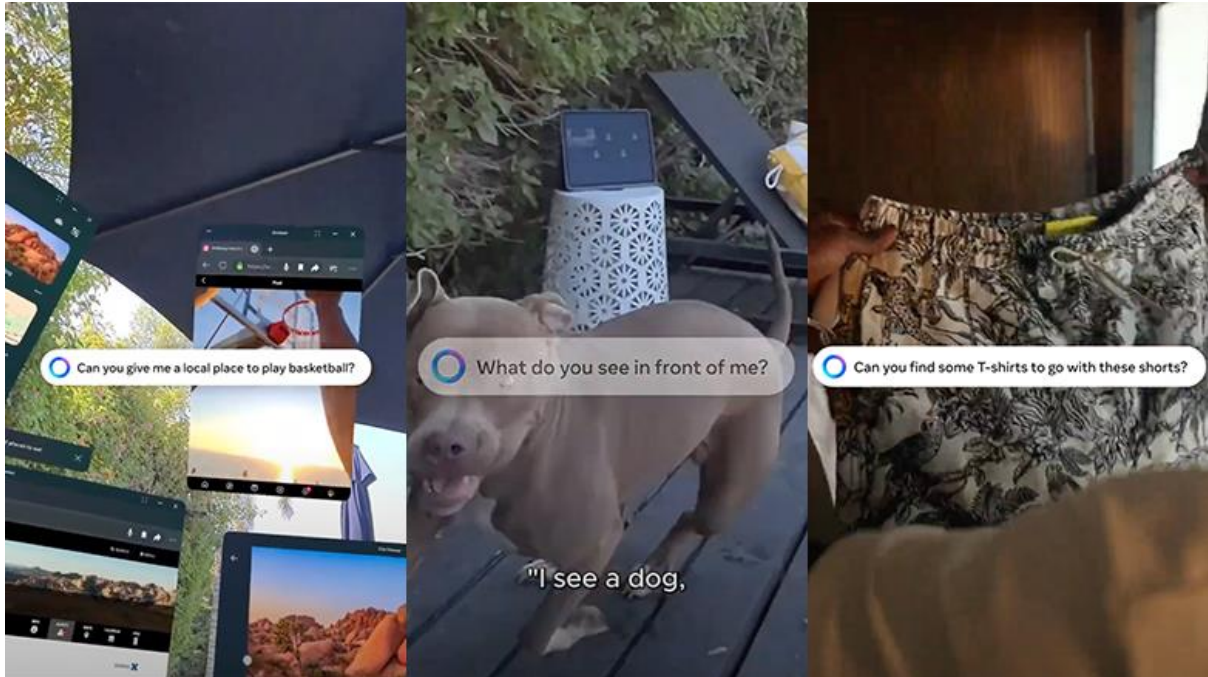 Can you give me a local place to play basketball?
What do you see in front of me?
"I see a dog,
Can you find some T-shirts to go with these shorts?